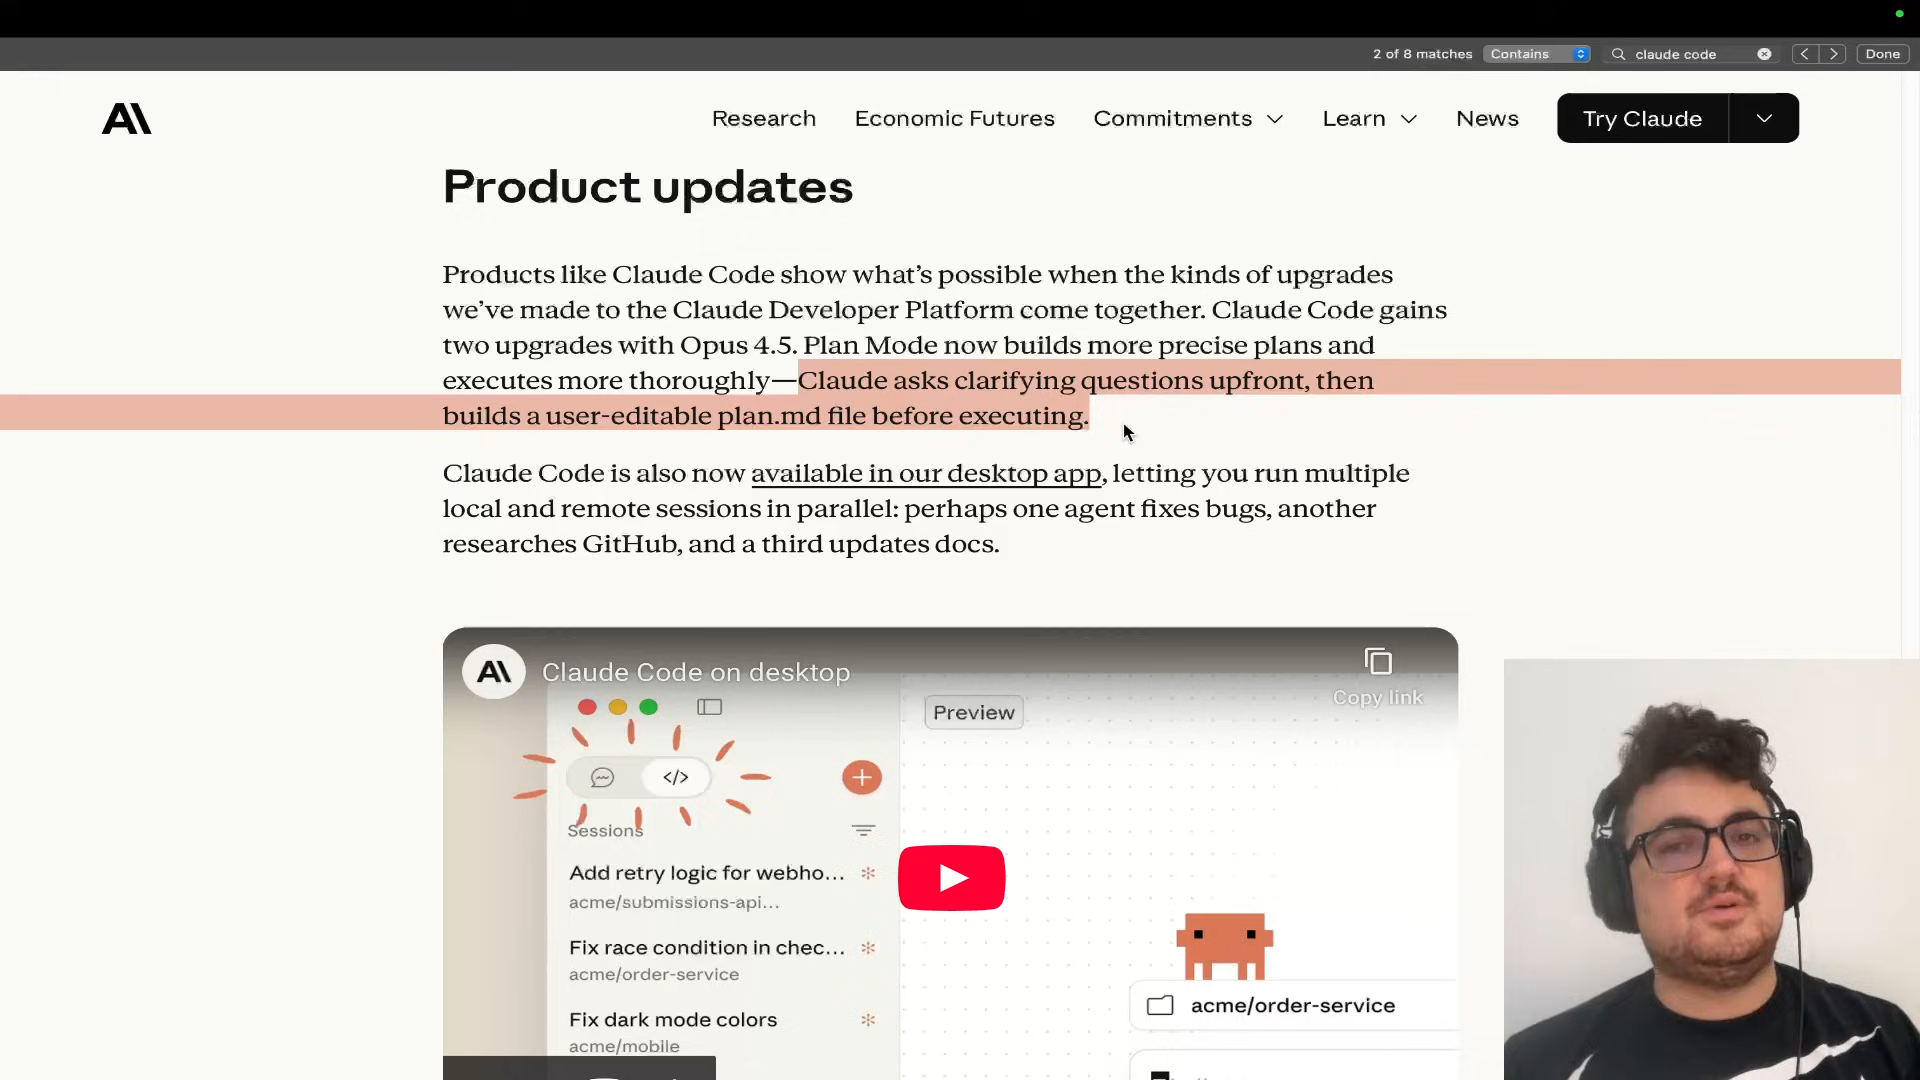 2 of 8 matches
Contains
claude code
Done
Research
Economic Futures
Commitments
Learn
News
Try Claude
Product updates
Products like Claude Code show what’s possible when the kinds of upgrades
we’ve made to the Claude Developer Platform come together. Claude Code gains
two upgrades with Opus 4.5. Plan Mode now builds more precise plans and
executes more thoroughly—Claude asks clarifying questions upfront, then
builds a user-editable plan.md file before executing.
Claude Code is also now available in our desktop app, letting you run multiple
local and remote sessions in parallel: perhaps one agent fixes bugs, another
researches GitHub, and a third updates docs.
Claude Code on desktop
Copy link
Preview
</>
Sessions
Add retry logic for webho...
acme/submissions-api...
Fix race condition in chec...
acme/order-service
Fix dark mode colors
acme/mobile
acme/order-service